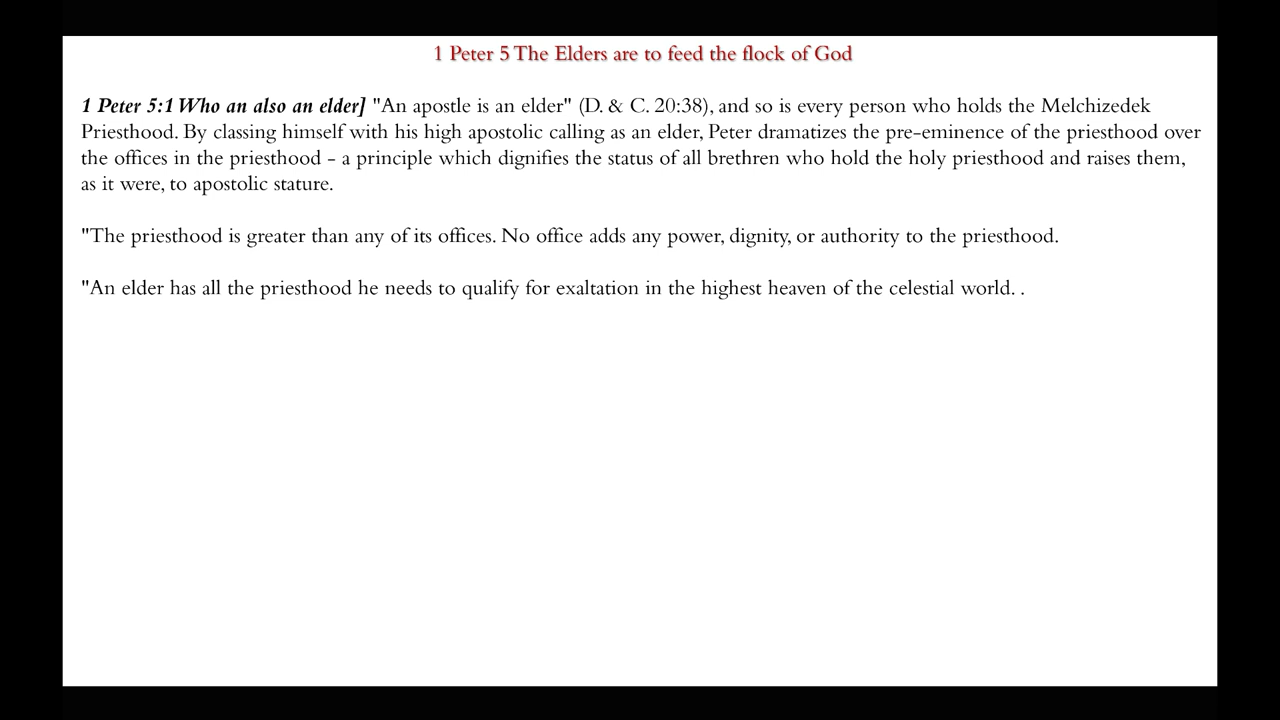 1 Peter 5 The Elders are to feed the flock of God
1 Peter 5:1 Who an also an elder] "An apostle is an elder" (D. & C. 20:38), and so is every person who holds the Melchizedek
Priesthood. By classing himself with his high apostolic calling as an elder, Peter dramatizes the pre-eminence of the priesthood over
the offices in the priesthood - a principle which dignifies the status of all brethren who hold the holy priesthood and raises them,
as it were, to apostolic stature.
"The priesthood is greater than any of its offices. No office adds any power, dignity, or authority to the priesthood.
"An elder has all the priesthood he needs to qualify for exaltation in the highest heaven of the celestial world. .